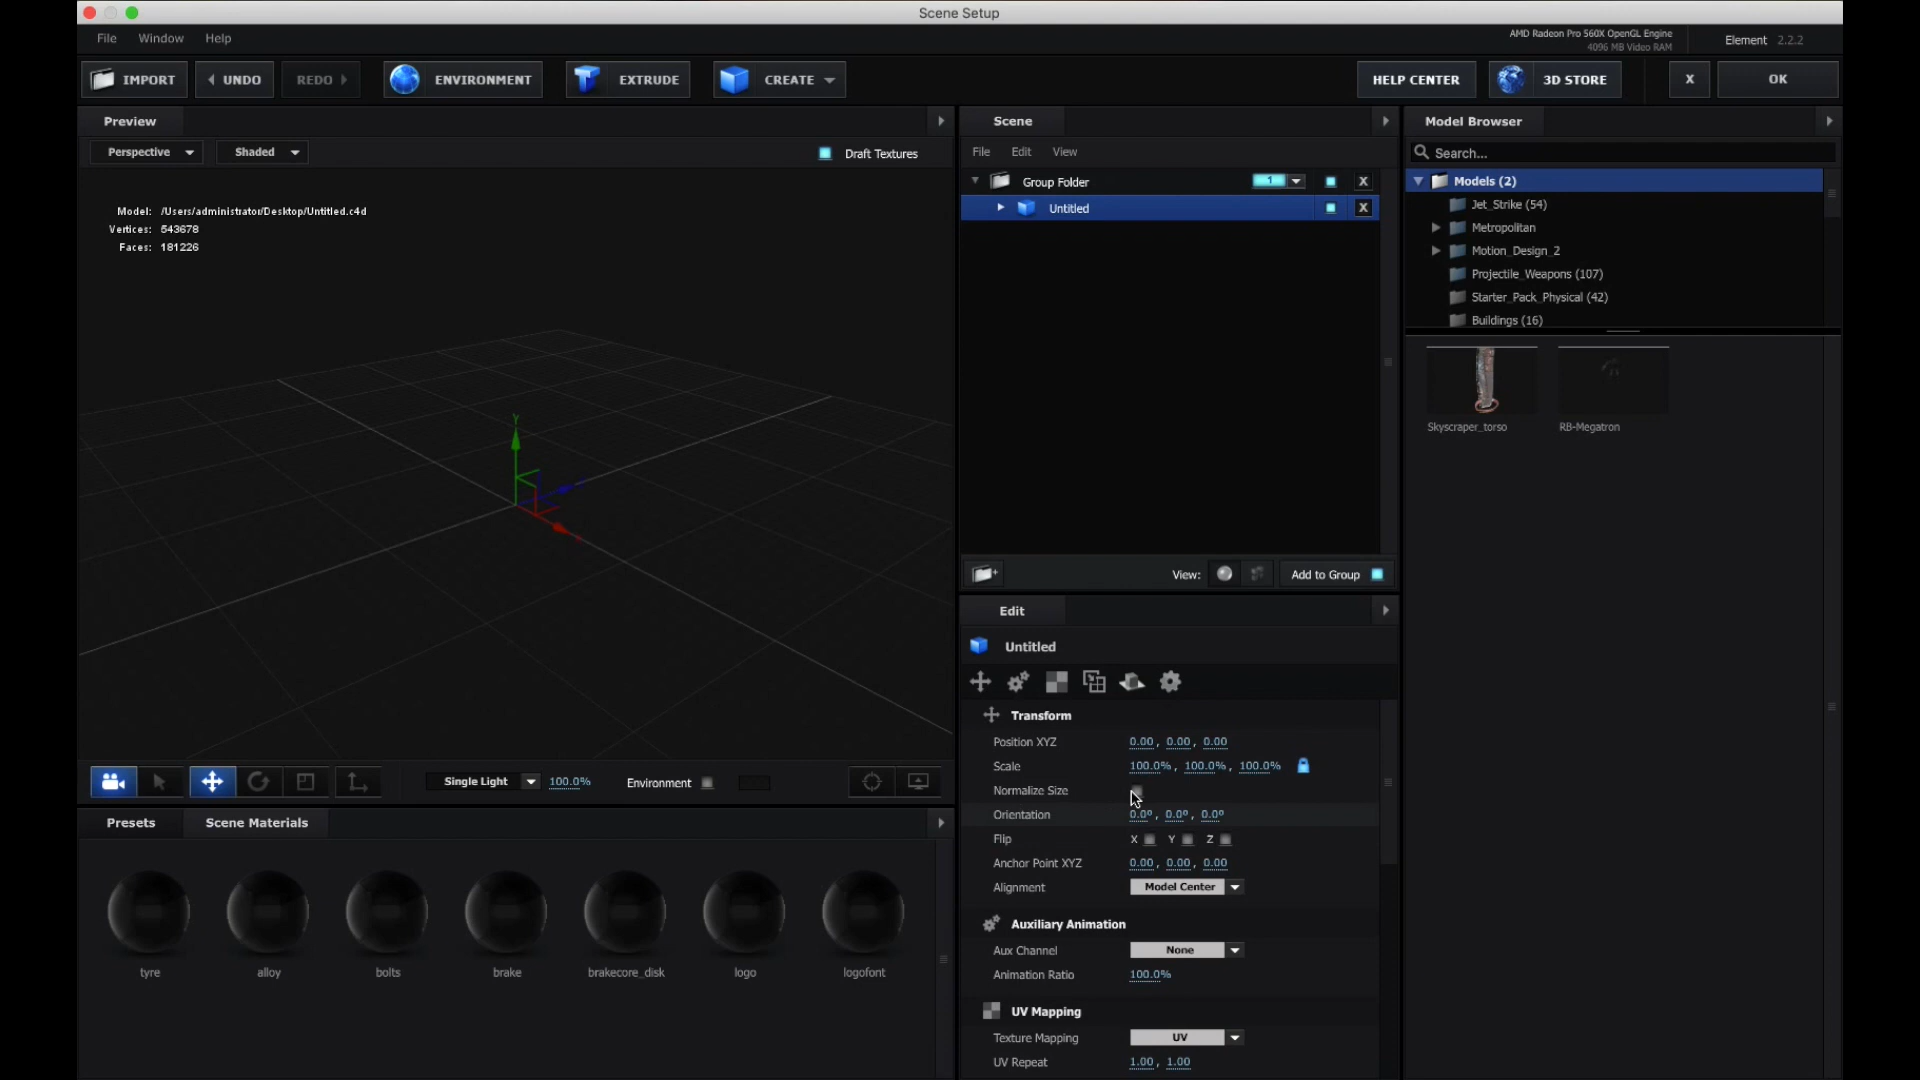 Scene Setup
File Window Help
AMD Radeon Pro 560X OpenGL Engine
4096 MB Video RAM
Element 2.2.2
IMPORT UNDO REDO ENVIRONMENT EXTRUDE CREATE HELP CENTER 3D STORE X OK
Preview
Perspective Shaded Draft Textures
Model: /Users/administrator/Desktop/Untitled.c4d
Vertices: 543678
Faces: 181226
Y
Single Light 100.0% Environment
Presets Scene Materials
tyre alloy bolts brake brakecore_disk logo logofont
Scene
File Edit View
Group Folder 1 X
Untitled X
View: Add to Group
Edit
Untitled
Transform
Position XYZ 0.00, 0.00, 0.00
Scale 100.0%, 100.0%, 100.0%
Normalize Size
Orientation 0.0º, 0.0º, 0.0º
Flip X Y Z
Anchor Point XYZ 0.00, 0.00, 0.00
Alignment Model Center
Auxiliary Animation
Aux Channel None
Animation Ratio 100.0%
UV Mapping
Texture Mapping UV
UV Repeat 1.00, 1.00
Model Browser
Search...
Models (2)
Jet_Strike (54)
Metropolitan
Motion_Design_2
Projectile_Weapons (107)
Starter_Pack_Physical (42)
Buildings (16)
Skyscraper_torso RB-Megatron